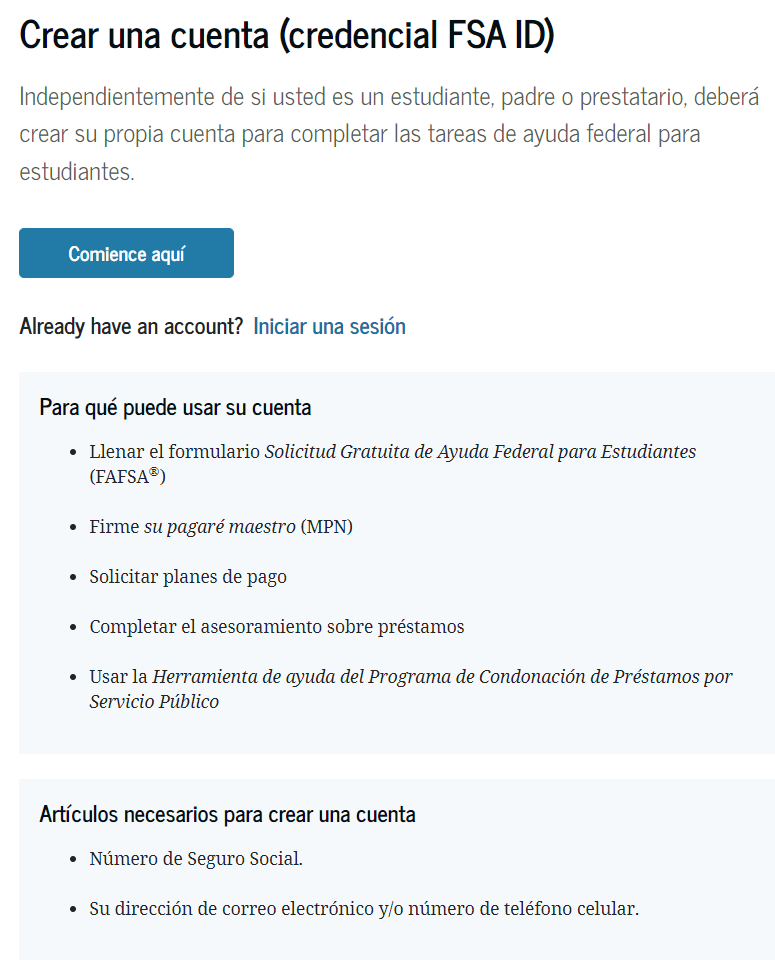 Crear una cuenta (credencial FSA ID)
Independientemente de si usted es un estudiante, padre o prestatario, deberá
crear su propia cuenta para completar las tareas de ayuda federal para
estudiantes.
Comience aquí
Already have an account? Iniciar una sesión
Para qué puede usar su cuenta
• Llenar el formulario Solicitud Gratuita de Ayuda Federal para Estudiantes
(FAFSA®)
• Firme su pagaré maestro (MPN)
• Solicitar planes de pago
• Completar el asesoramiento sobre préstamos
• Usar la Herramienta de ayuda del Programa de Condonación de Préstamos por
Servicio Público
Artículos necesarios para crear una cuenta
• Número de Seguro Social.
• Su dirección de correo electrónico y/o número de teléfono celular.